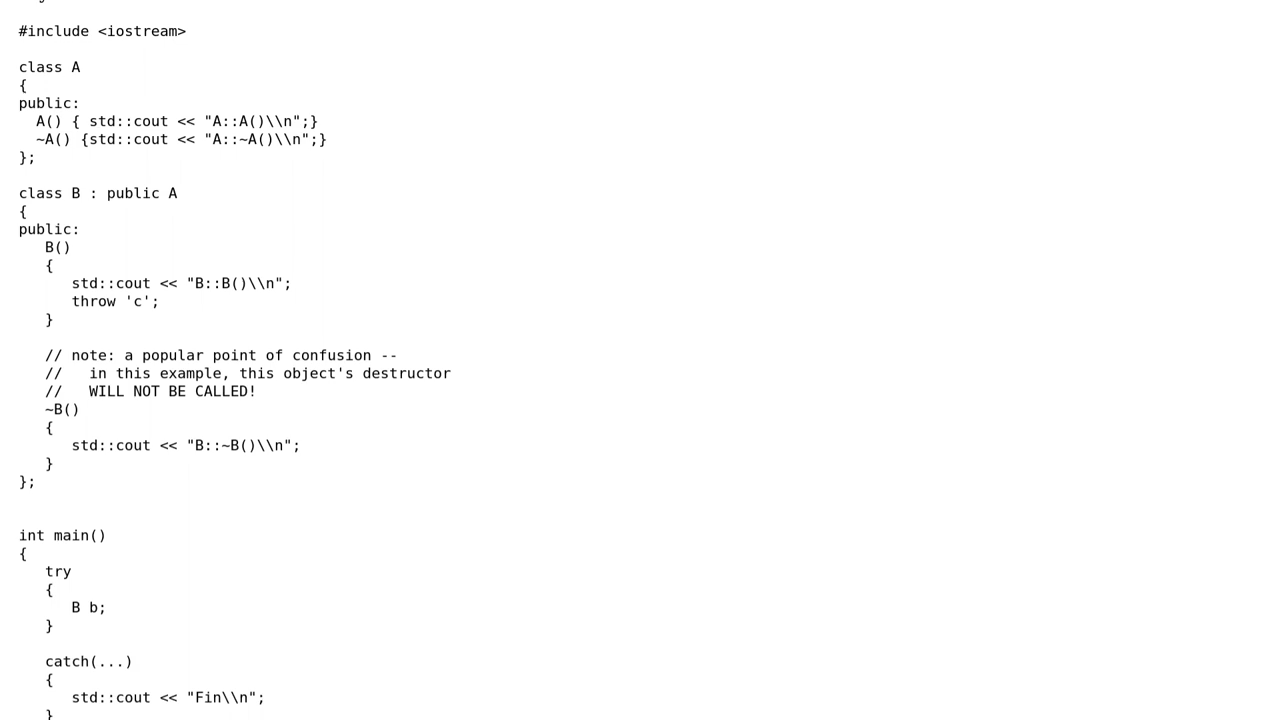 #include <iostream>
class A
{
public:
A() { std::cout << "A::A()\\n";}
~A() {std::cout << "A::~A()\\n";}
};
class B : public A
{
public:
B()
{
std::cout << "B::B()\\n";
throw 'c';
}
// note: a popular point of confusion --
//   in this example, this object's destructor
//   WILL NOT BE CALLED!
~B()
{
std::cout << "B::~B()\\n";
}
};
int main()
{
try
{
B b;
}
catch(...)
{
std::cout << "Fin\\n";
}